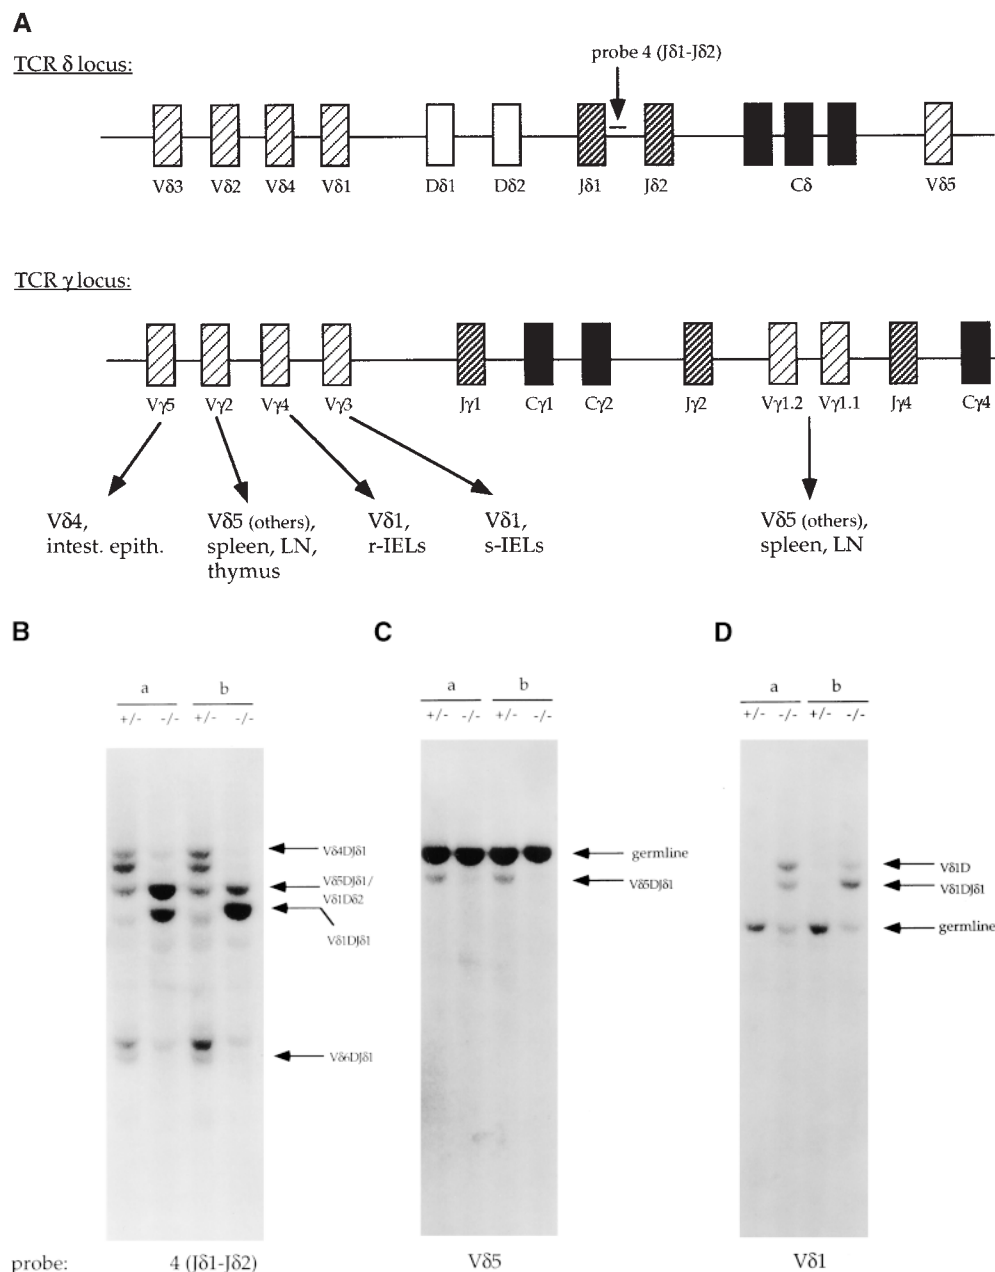 A
TCR δ locus:
probe 4 (Jδ1-Jδ2)
Vδ3 Vδ2 Vδ4 Vδ1 Dδ1 Dδ2 Jδ1 Jδ2 Cδ Vδ5
TCR γ locus:
Vγ5 Vγ2 Vγ4 Vγ3 Jγ1 Cγ1 Cγ2 Jγ2 Vγ1.2 Vγ1.1 Jγ4 Cγ4
Vδ4,
intest. epith.
Vδ5 (others),
spleen, LN,
thymus
Vδ1,
r-IELs
Vδ1,
s-IELs
Vδ5 (others),
spleen, LN
B
a b
+/- -/- +/- -/-
Vδ4DJδ1
Vδ5DJδ1/
Vδ1Dδ2
Vδ1DJδ1
Vδ6DJδ1
probe: 4 (Jδ1-Jδ2)
C
a b
+/- -/- +/- -/-
germline
Vδ5DJδ1
Vδ5
D
a b
+/- -/- +/- -/-
Vδ1D
Vδ1DJδ1
germline
Vδ1